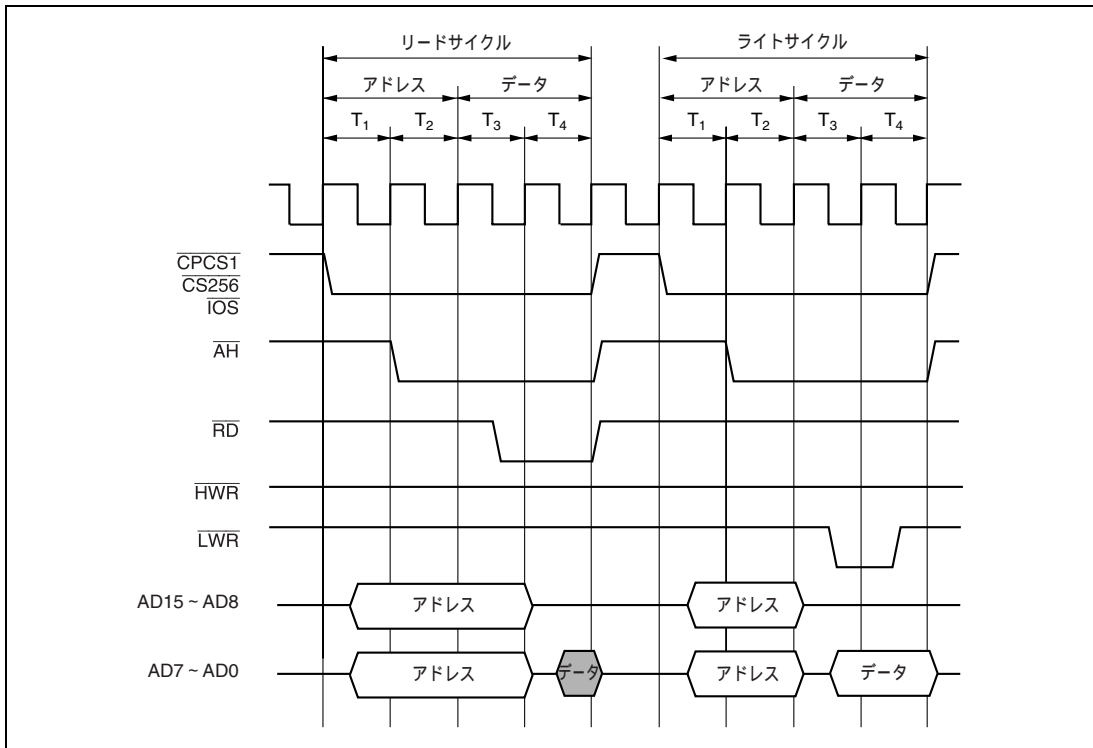 リードサイクル ライトサイクル
アドレス データ アドレス データ
T₁ T₂ T₃ T₄ T₁ T₂ T₃ T₄
CPCS1
CS256
IOS
AH
RD
HWR
LWR
AD15 ~ AD8 アドレス アドレス
AD7 ~ AD0 アドレス データ アドレス データ